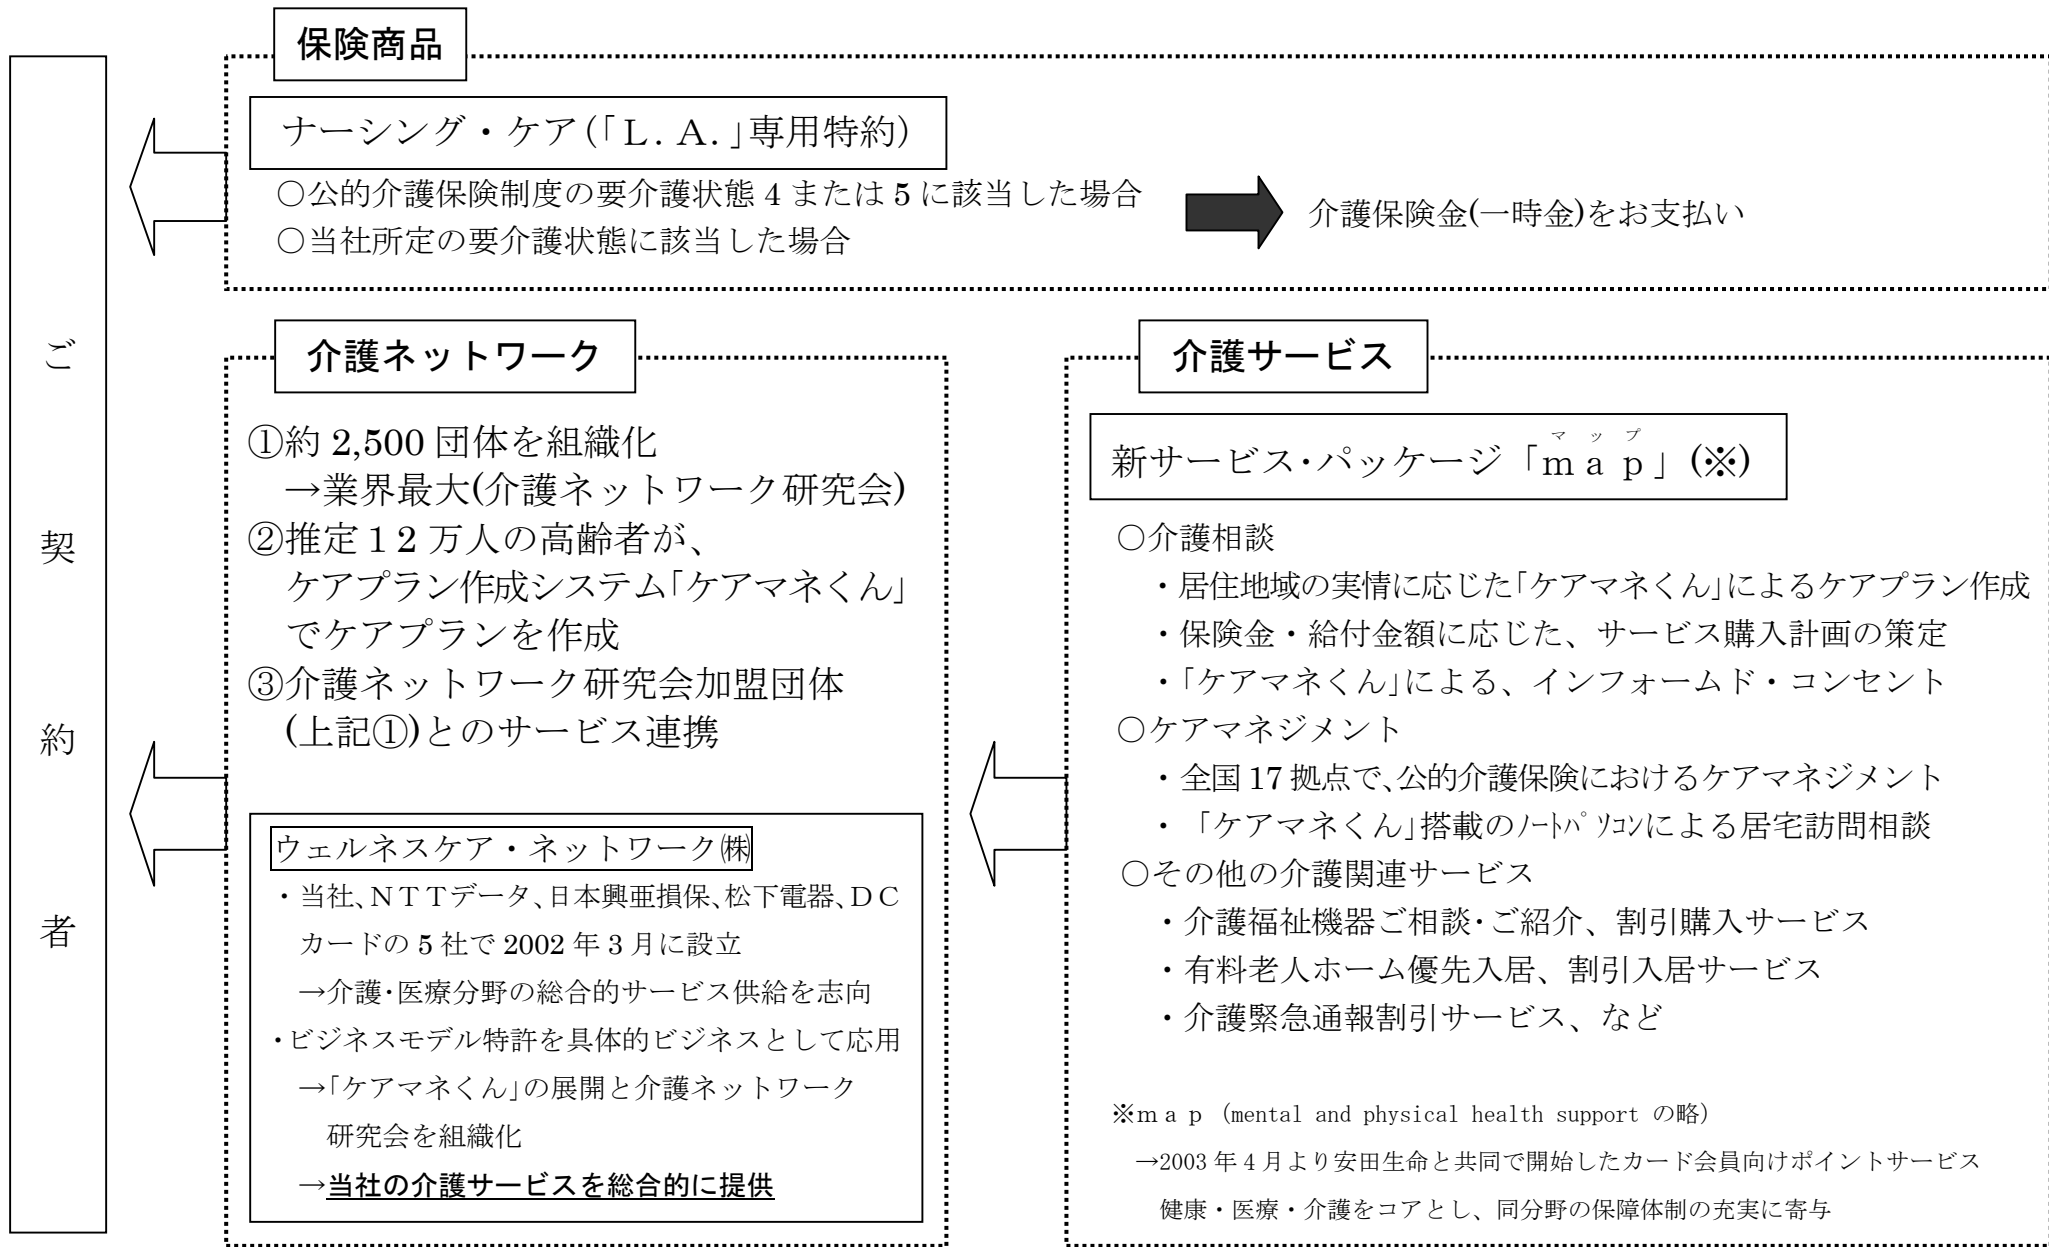 ご契約者
保険商品
ナーシング・ケア(「L.A.」専用特約)
○公的介護保険制度の要介護状態4または5に該当した場合
○当社所定の要介護状態に該当した場合
介護保険金(一時金)をお支払い
介護ネットワーク
①約2,500団体を組織化
→業界最大(介護ネットワーク研究会)
②推定12万人の高齢者が、
ケアプラン作成システム「ケアマネくん」
でケアプランを作成
③介護ネットワーク研究会加盟団体
(上記①)とのサービス連携
ウェルネスケア・ネットワーク㈱
・当社、NTTデータ、日本興亜損保、松下電器、DC
カードの5社で2002年3月に設立
→介護・医療分野の総合的サービス供給を志向
・ビジネスモデル特許を具体的ビジネスとして応用
→「ケアマネくん」の展開と介護ネットワーク
研究会を組織化
→当社の介護サービスを総合的に提供
介護サービス
マップ
新サービス・パッケージ「map」(※)
○介護相談
・居住地域の実情に応じた「ケアマネくん」によるケアプラン作成
・保険金・給付金額に応じた、サービス購入計画の策定
・「ケアマネくん」による、インフォームド・コンセント
○ケアマネジメント
・全国17拠点で、公的介護保険におけるケアマネジメント
・「ケアマネくん」搭載のノートパソコンによる居宅訪問相談
○その他の介護関連サービス
・介護福祉機器ご相談・ご紹介、割引購入サービス
・有料老人ホーム優先入居、割引入居サービス
・介護緊急通報割引サービス、など
※map (mental and physical health support の略)
→2003年4月より安田生命と共同で開始したカード会員向けポイントサービス
健康・医療・介護をコアとし、同分野の保障体制の充実に寄与